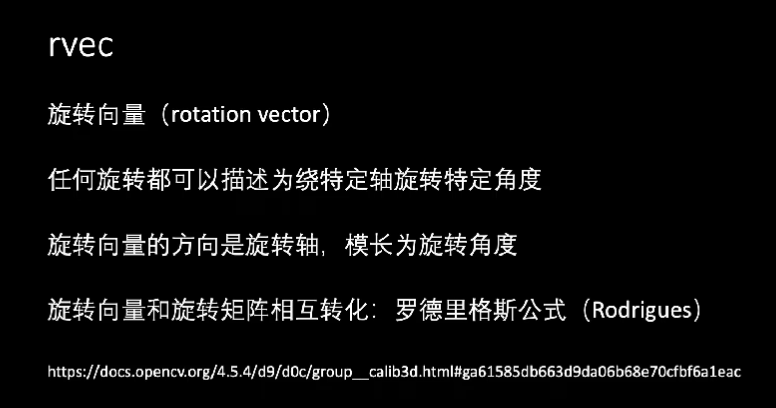 rvec
旋转向量（rotation vector）
任何旋转都可以描述为绕特定轴旋转特定角度
旋转向量的方向是旋转轴，模长为旋转角度
旋转向量和旋转矩阵相互转化：罗德里格斯公式（Rodrigues）
https://docs.opencv.org/4.5.4/d9/d0c/group__calib3d.html#ga61585db663d9da06b68e70cfbf6a1eac